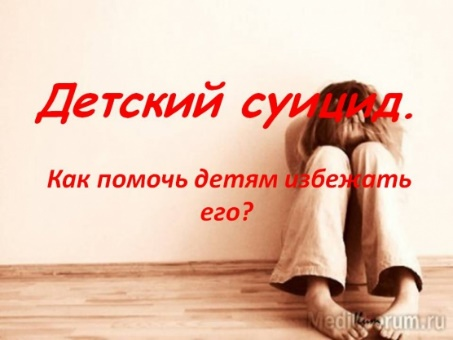 Детский суицид.
Как помочь детям избежать
его?